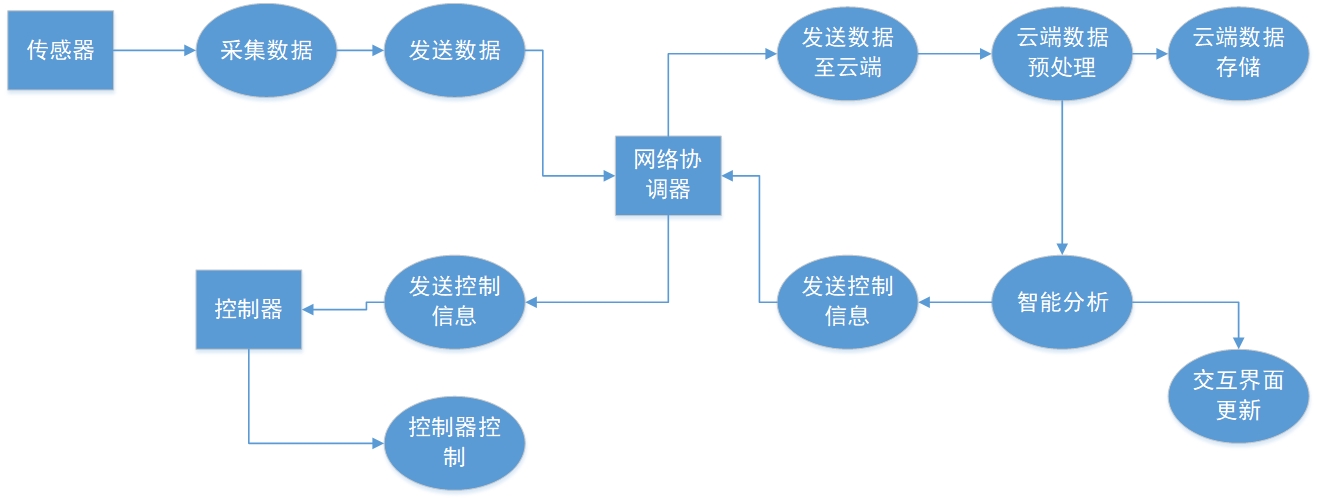 传感器
采集数据
发送数据
发送数据
至云端
云端数据
预处理
云端数据
存储
网络协
调器
控制器
发送控制
信息
发送控制
信息
智能分析
交互界面
更新
控制器控
制